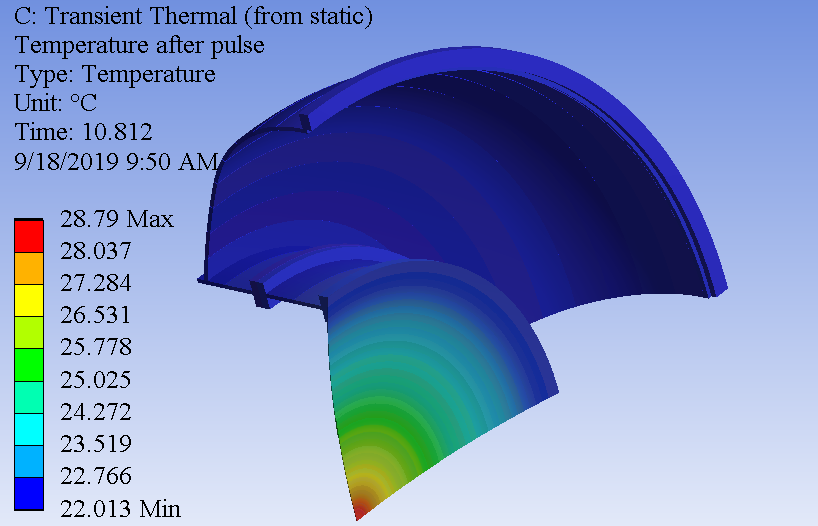 C: Transient Thermal (from static)
Temperature after pulse
Type: Temperature
Unit: °C
Time: 10.812
9/18/2019 9:50 AM
28.79 Max
28.037
27.284
26.531
25.778
25.025
24.272
23.519
22.766
22.013 Min